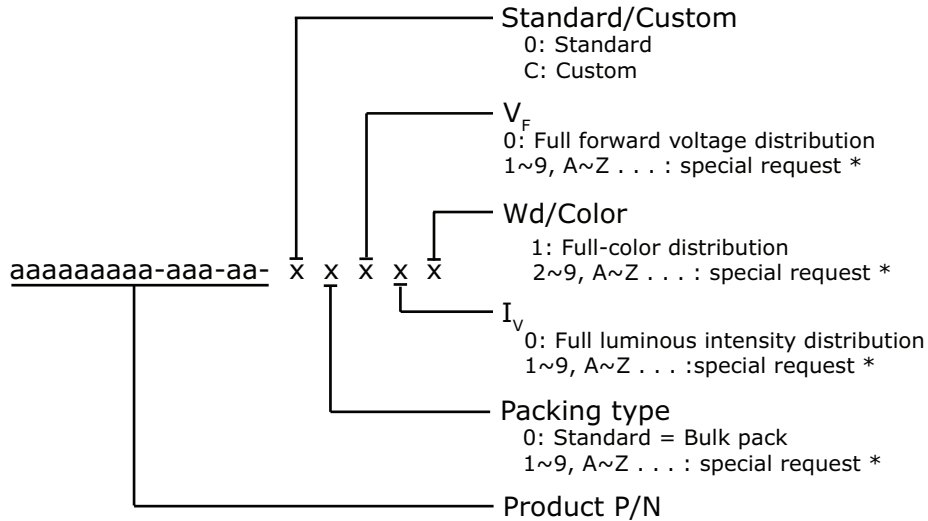 Standard/Custom
0: Standard
C: Custom
VF
0: Full forward voltage distribution
1~9, A~Z . . . : special request *
Wd/Color
1: Full-color distribution
2~9, A~Z . . . : special request *
aaaaaaaaa-aaa-aa- x x x x x
IV
0: Full luminous intensity distribution
1~9, A~Z . . . :special request *
Packing type
0: Standard = Bulk pack
1~9, A~Z . . . : special request *
Product P/N